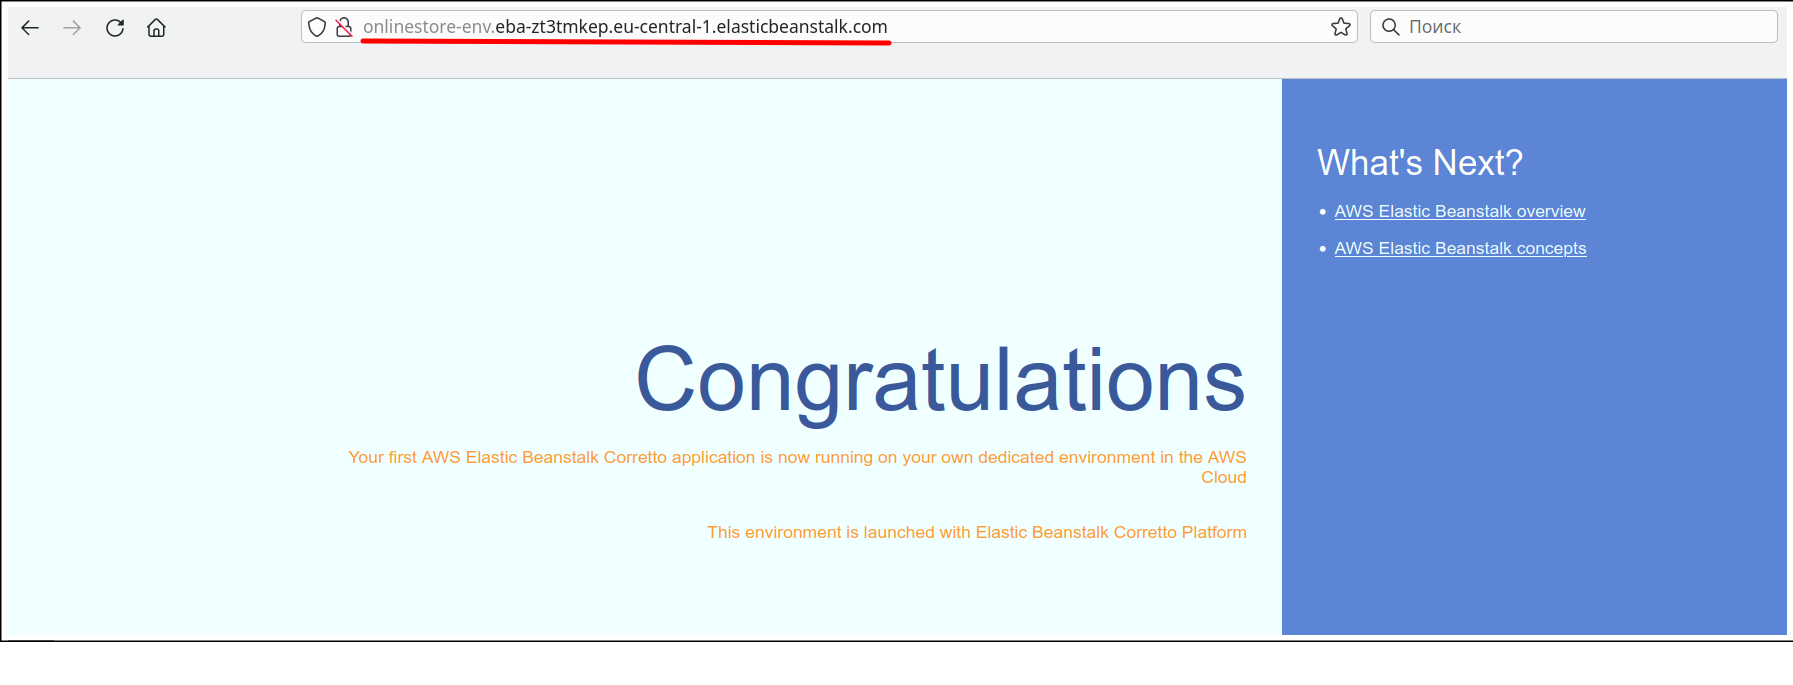 onlinestore-env.eba-zt3tmkep.eu-central-1.elasticbeanstalk.com
Поиск
What's Next?
• AWS Elastic Beanstalk overview
• AWS Elastic Beanstalk concepts
Congratulations
Your first AWS Elastic Beanstalk Corretto application is now running on your own dedicated environment in the AWS
Cloud
This environment is launched with Elastic Beanstalk Corretto Platform